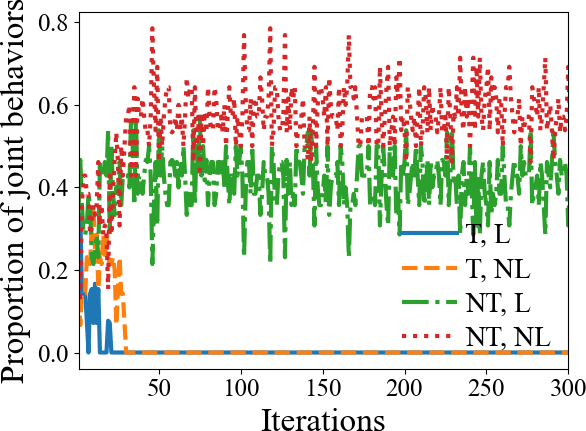 Proportion of joint behaviors
0.8
0.6
0.4
0.2
0.0
T, L
T, NL
NT, L
NT, NL
50
100
150
200
250
300
Iterations